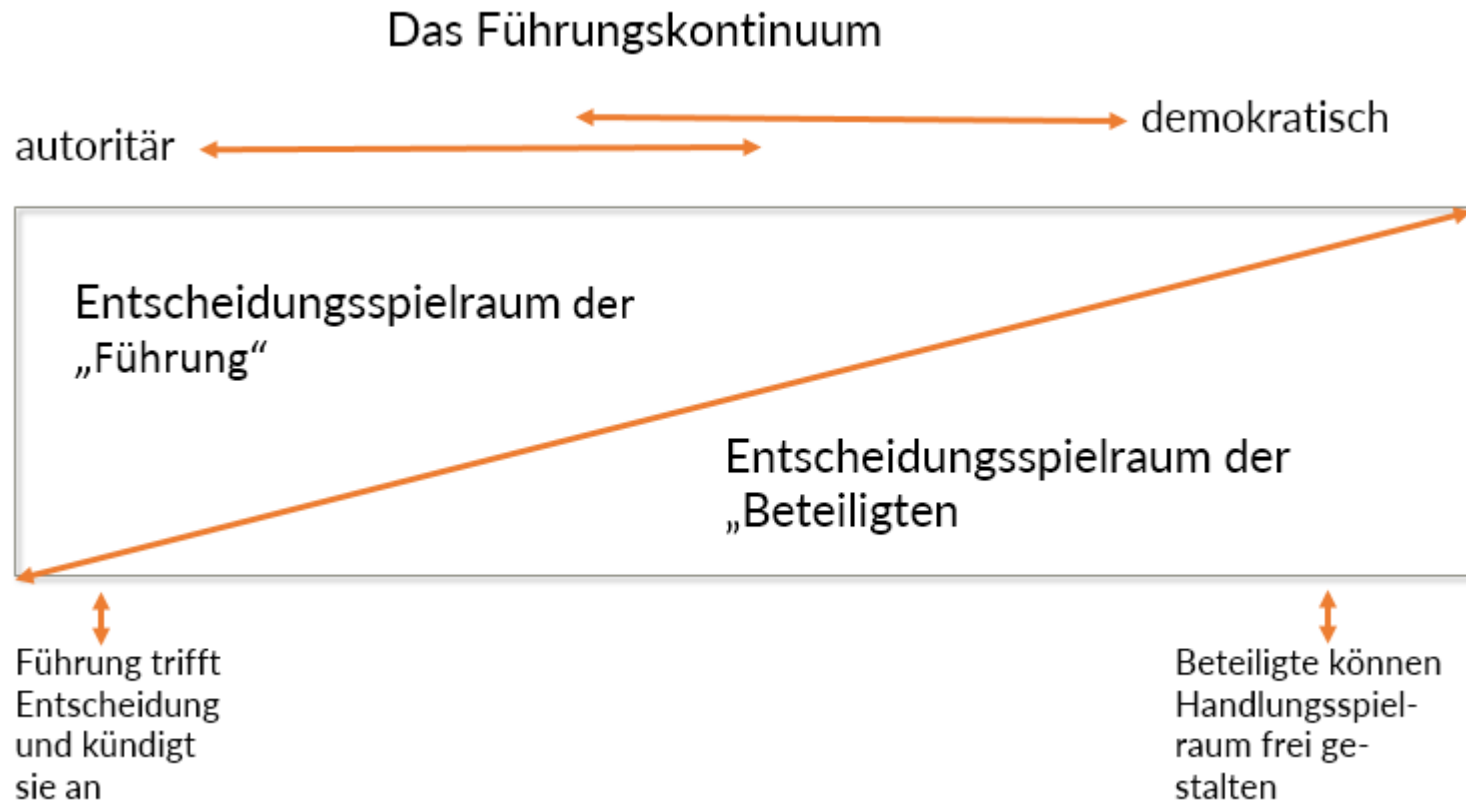 Das Führungskontinuum
demokratisch
autoritär
Entscheidungsspielraum der
„Führung“
Entscheidungsspielraum der
„Beteiligten
Führung trifft
Entscheidung
und kündigt
sie an
Beteiligte können
Handlungsspiel-
raum frei ge-
stalten